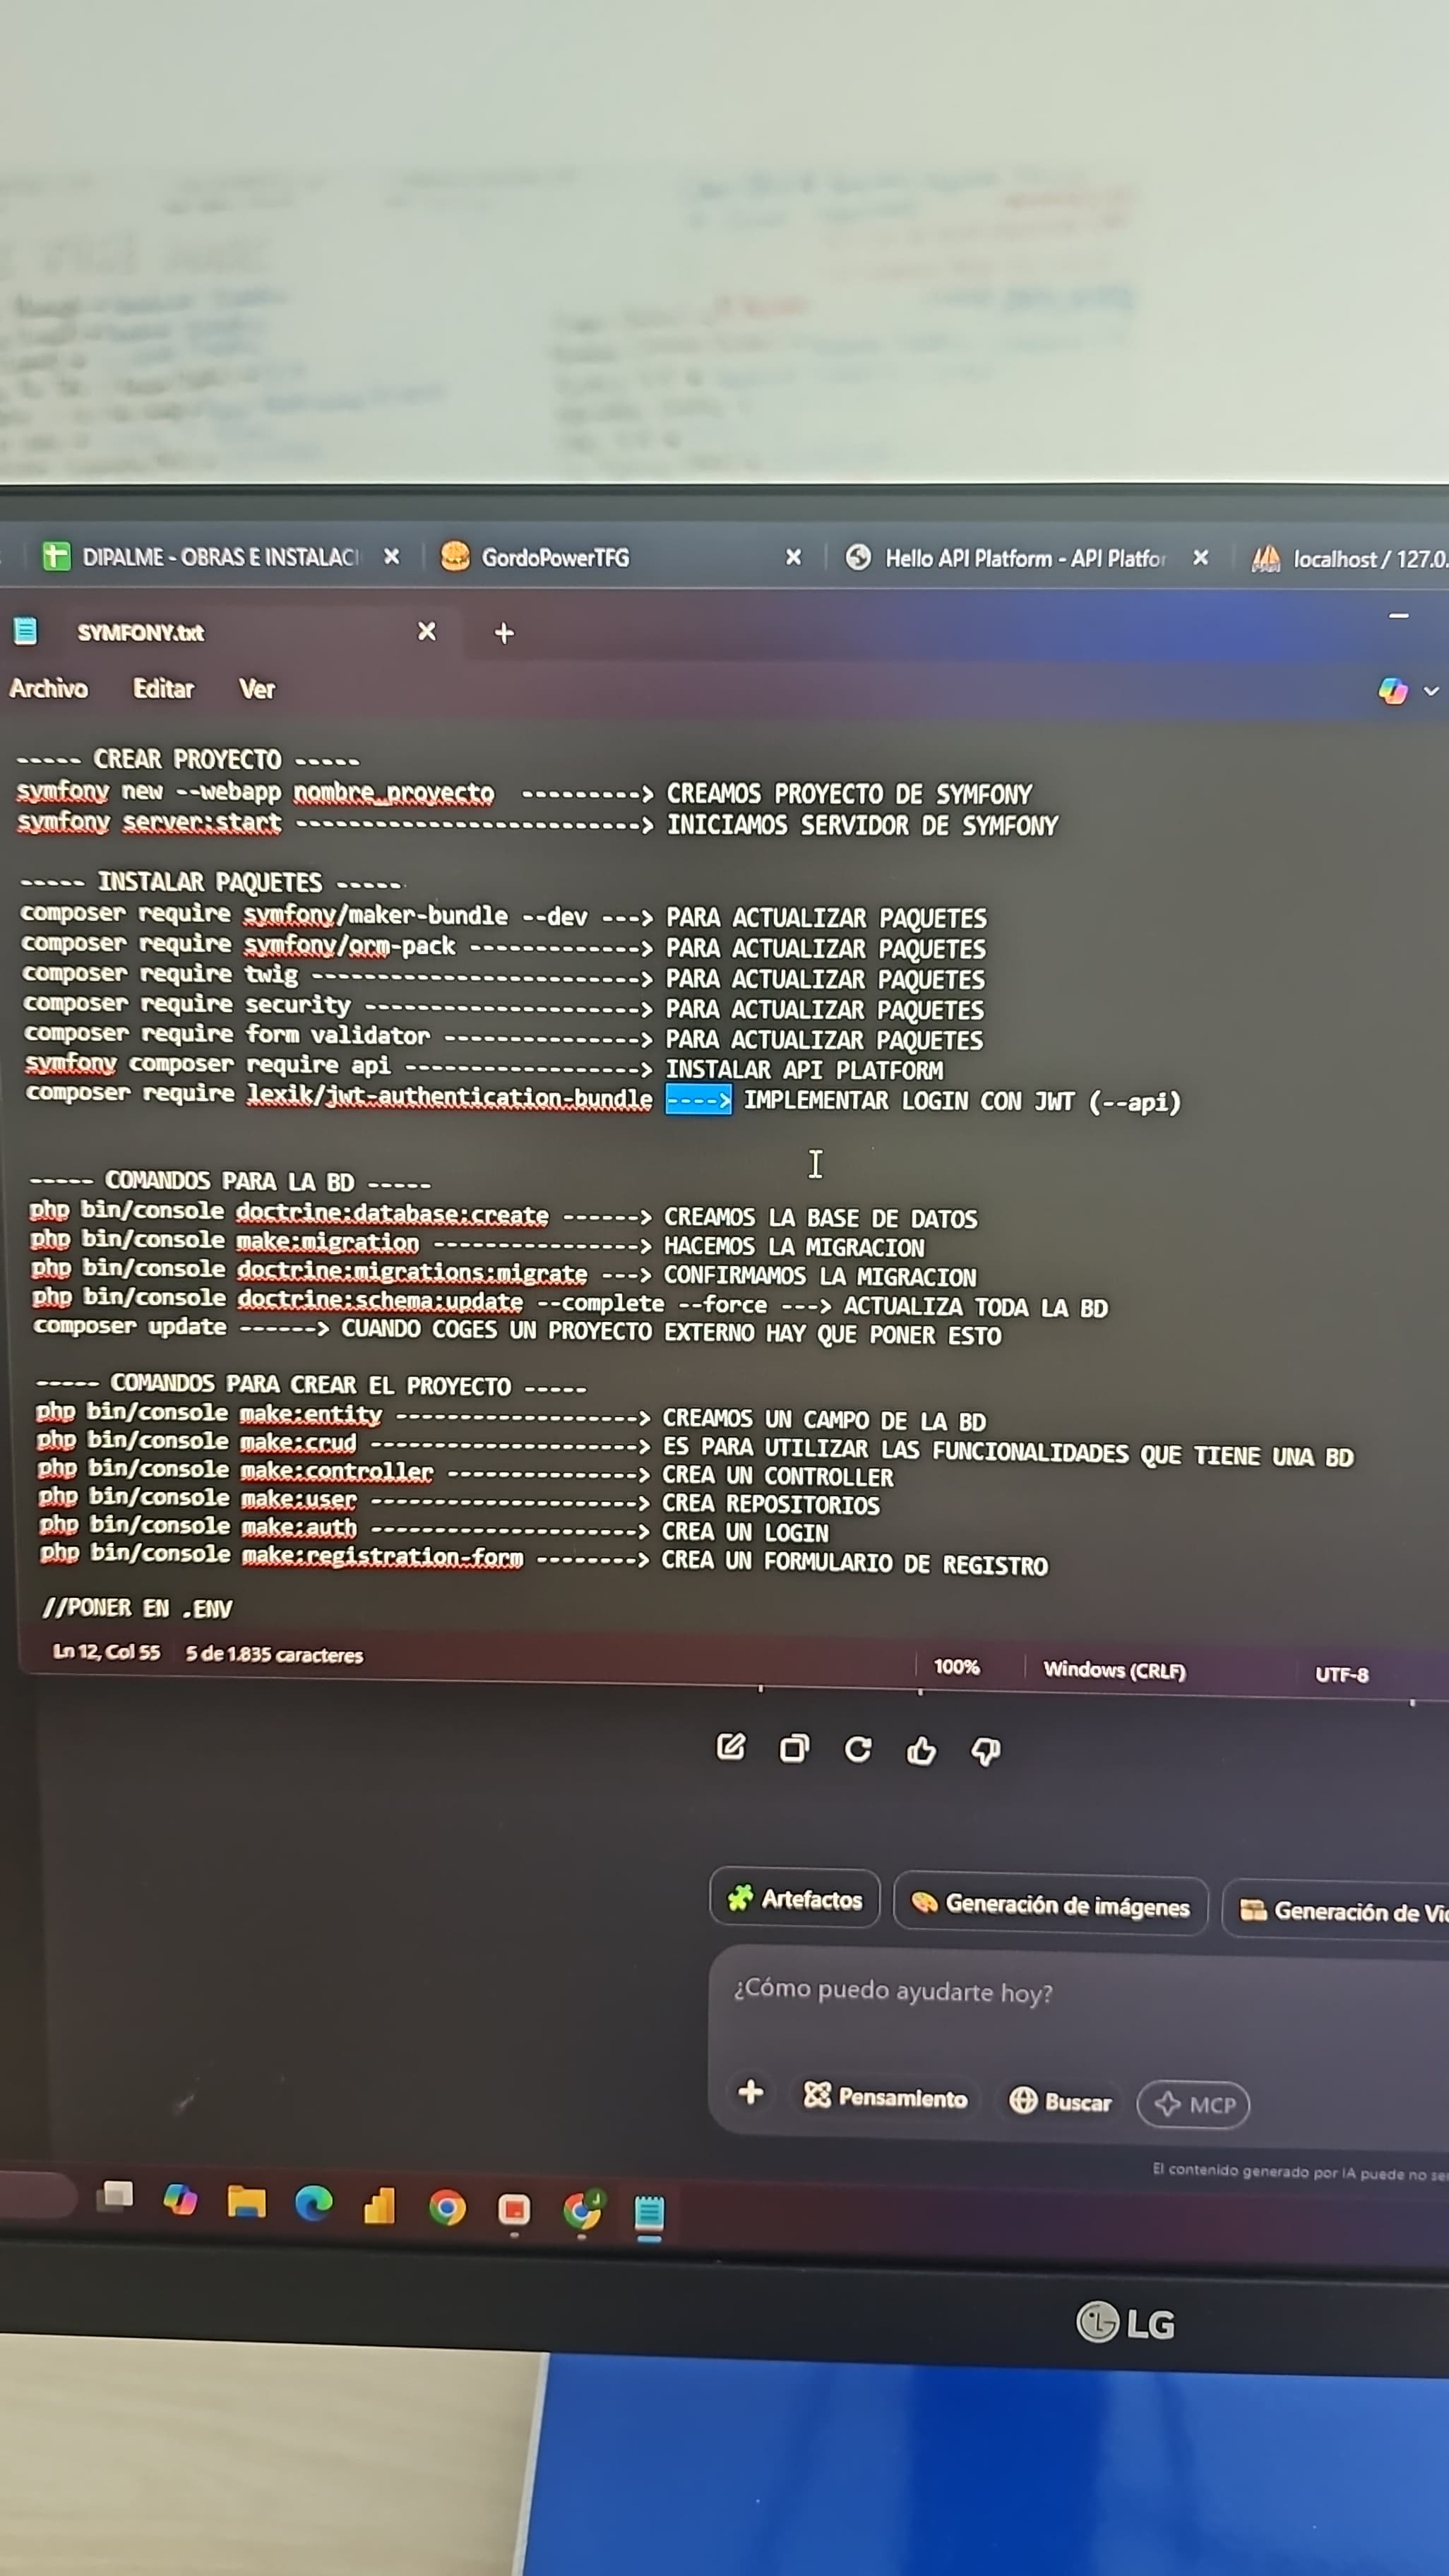 DIPALME - OBRAS E INSTALACI
GordoPowerTFG
Hello API Platform - API Platfor
localhost / 127.0.
SYMFONY.txt
Archivo Editar Ver
----- CREAR PROYECTO -----
symfony new --webapp nombre_proyecto ---------> CREAMOS PROYECTO DE SYMFONY
symfony server:start ---------------------------> INICIAMOS SERVIDOR DE SYMFONY
----- INSTALAR PAQUETES -----
composer require symfony/maker-bundle --dev ---> PARA ACTUALIZAR PAQUETES
composer require symfony/orm-pack -------------> PARA ACTUALIZAR PAQUETES
composer require twig --------------------------> PARA ACTUALIZAR PAQUETES
composer require security ----------------------> PARA ACTUALIZAR PAQUETES
composer require form validator ---------------> PARA ACTUALIZAR PAQUETES
symfony composer require api ------------------> INSTALAR API PLATFORM
composer require lexik/jwt-authentication-bundle ----> IMPLEMENTAR LOGIN CON JWT (--api)
----- COMANDOS PARA LA BD -----
php bin/console doctrine:database:create ------> CREAMOS LA BASE DE DATOS
php bin/console make:migration ----------------> HACEMOS LA MIGRACION
php bin/console doctrine:migrations:migrate ---> CONFIRMAMOS LA MIGRACION
php bin/console doctrine:schema:update --complete --force ---> ACTUALIZA TODA LA BD
composer update ------> CUANDO COGES UN PROYECTO EXTERNO HAY QUE PONER ESTO
----- COMANDOS PARA CREAR EL PROYECTO -----
php bin/console make:entity -------------------> CREAMOS UN CAMPO DE LA BD
php bin/console make:crud ---------------------> ES PARA UTILIZAR LAS FUNCIONALIDADES QUE TIENE UNA BD
php bin/console make:controller ---------------> CREA UN CONTROLLER
php bin/console make:user ---------------------> CREA REPOSITORIOS
php bin/console make:auth ---------------------> CREA UN LOGIN
php bin/console make:registration-form --------> CREA UN FORMULARIO DE REGISTRO
//PONER EN .ENV
Ln 12, Col 55 5 de 1.835 caracteres 100% Windows (CRLF) UTF-8
Artefactos Generación de imágenes Generación de Vi
¿Cómo puedo ayudarte hoy?
Pensamiento Buscar MCP
El contenido generado por IA puede no se
LG